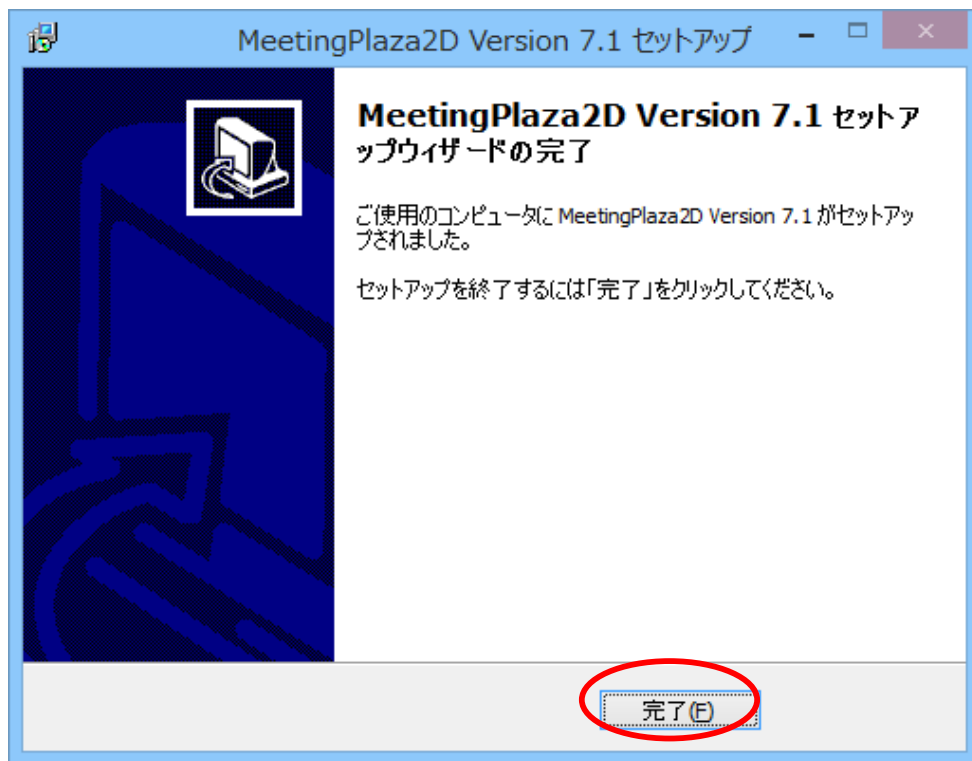 MeetingPlaza2D Version 7.1 セットアップ
MeetingPlaza2D Version 7.1 セットア
ップウィザードの完了
ご使用のコンピュータに MeetingPlaza2D Version 7.1 がセットアッ
プされました。
セットアップを終了するには「完了」をクリックしてください。
完了(F)